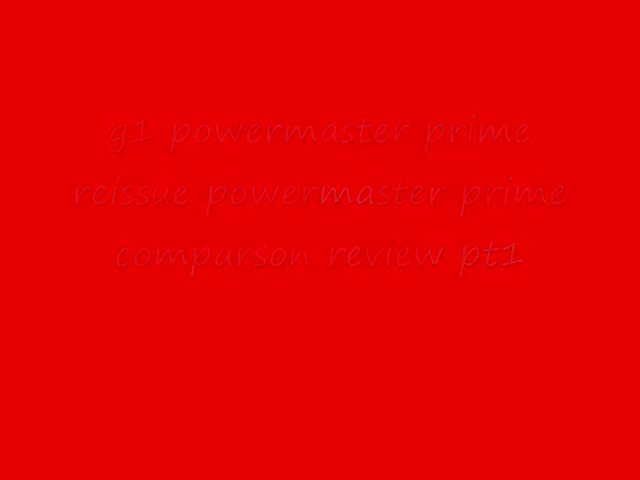 g1 powermaster prime
reissue powermaster prime
comparson review pt1